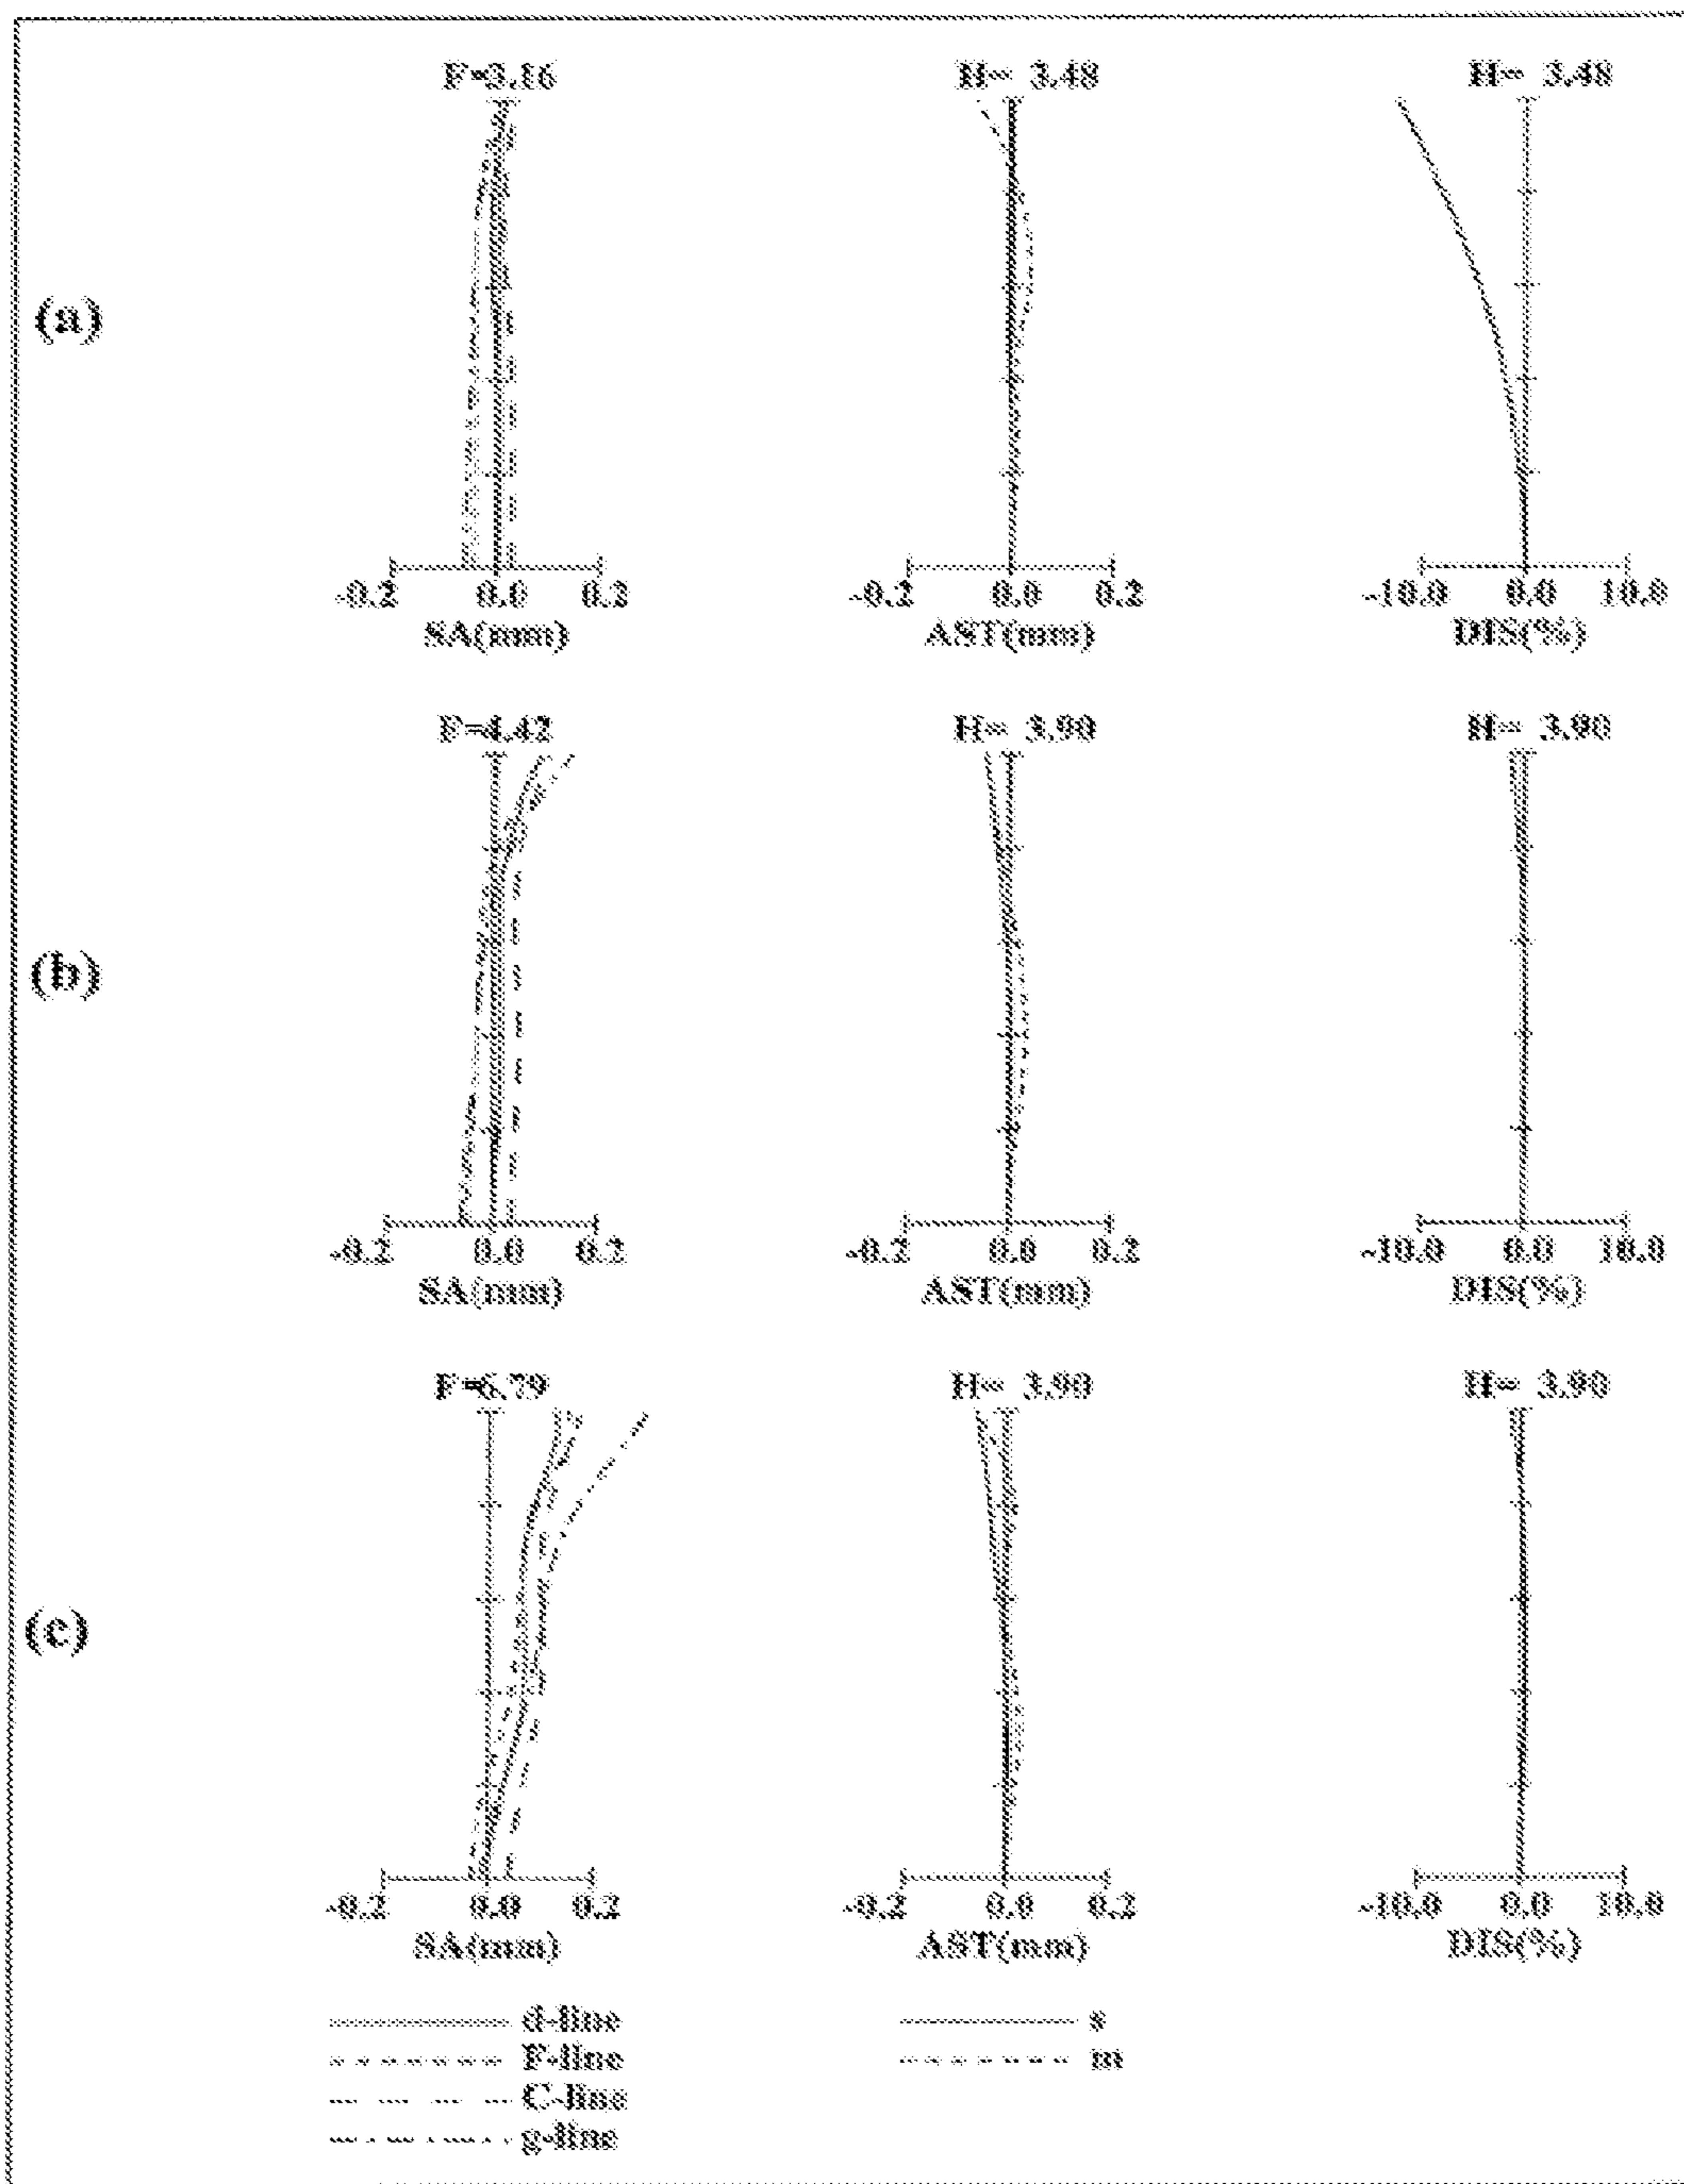 F=3.16 H= 3.48 H= 3.48
(a)
-0.2 0.0 0.2 -0.2 0.0 0.2 -10.0 0.0 10.0
SA(mm) AST(mm) DIS(%)
F=4.42 H= 3.90 H= 3.90
(b)
-0.2 0.0 0.2 -0.2 0.0 0.2 -10.0 0.0 10.0
SA(mm) AST(mm) DIS(%)
H= 3.90 H= 3.90
(c)
-0.2 0.0 0.2 -0.2 0.0 0.2 -10.0 0.0 10.0
SA(mm) AST(mm) DIS(%)
d-line s
F-line m
C-line
g-line